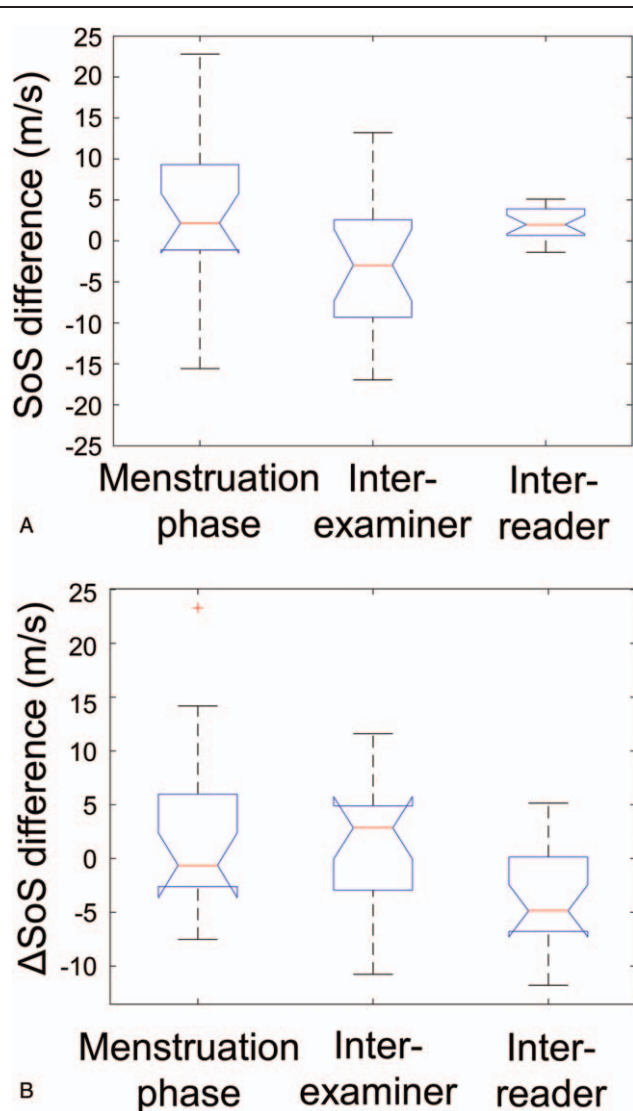 SoS difference (m/s)
25
20
15
10
5
0
-5
-10
-15
-20
-25
Menstruation
phase
Inter-
examiner
Inter-
reader
A
ΔSoS difference (m/s)
25
20
15
10
5
0
-5
-10
Menstruation
phase
Inter-
examiner
Inter-
reader
B